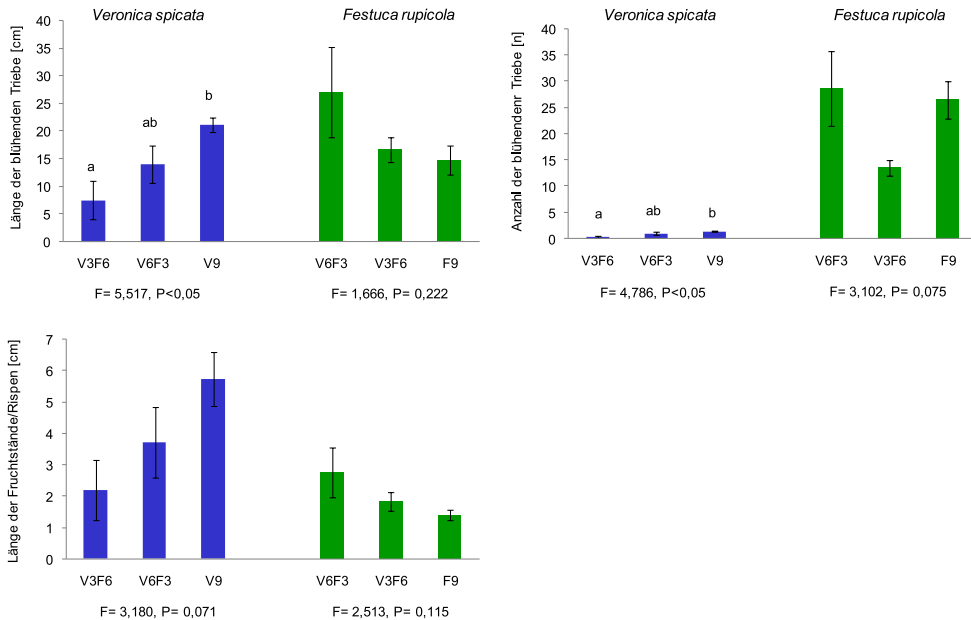 Veronica spicata
Festuca rupicola
Länge der blühenden Triebe [cm]
40
35
30
25
20
15
10
5
0
a
ab
b
V3F6 V6F3 V9 V6F3 V3F6 F9
F= 5,517, P<0,05 F= 1,666, P= 0,222
Veronica spicata
Festuca rupicola
Anzahl der blühendenr Triebe [n]
40
35
30
25
20
15
10
5
0
a
ab
b
V3F6 V6F3 V9 V6F3 V3F6 F9
F= 4,786, P<0,05 F= 3,102, P= 0,075
Länge der Fruchtstände/Rispen [cm]
7
6
5
4
3
2
1
0
V3F6 V6F3 V9 V6F3 V3F6 F9
F= 3,180, P= 0,071 F= 2,513, P= 0,115